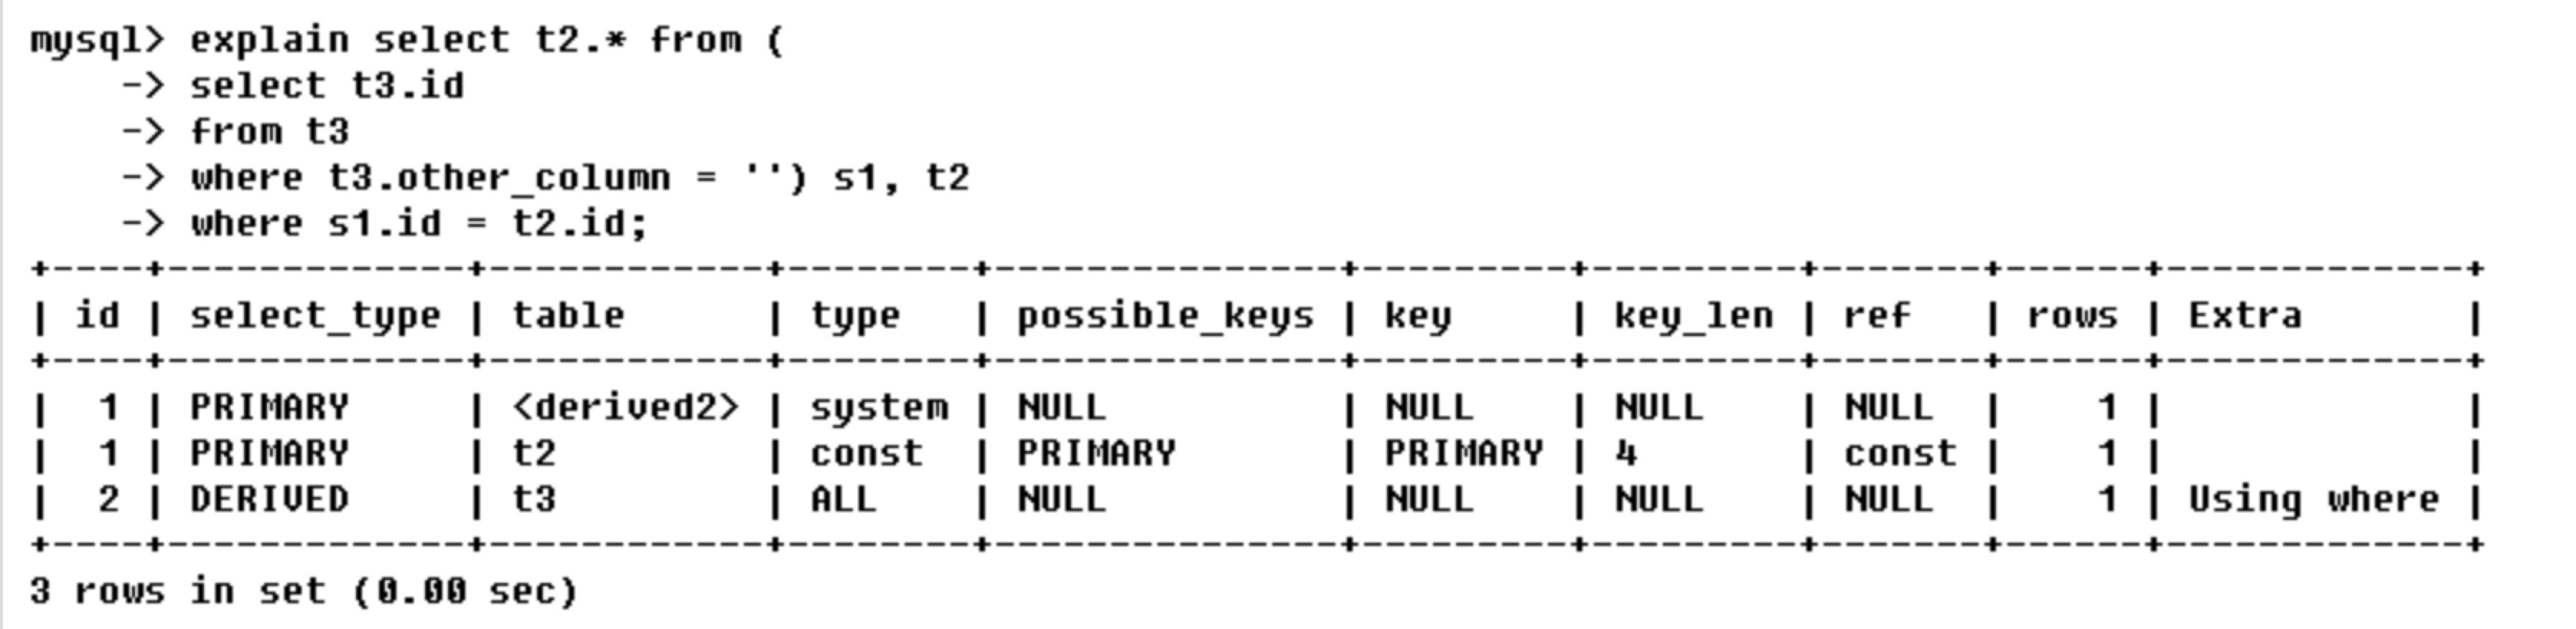 mysql> explain select t2.* from (
    -> select t3.id
    -> from t3
    -> where t3.other_column = '') s1, t2
    -> where s1.id = t2.id;
+----+-------------+------------+--------+---------------+---------+---------+-------+------+-------------+
| id | select_type | table      | type   | possible_keys | key     | key_len | ref   | rows | Extra       |
+----+-------------+------------+--------+---------------+---------+---------+-------+------+-------------+
|  1 | PRIMARY     | <derived2> | system | NULL          | NULL    | NULL    | NULL  |    1 |             |
|  1 | PRIMARY     | t2         | const  | PRIMARY       | PRIMARY | 4       | const |    1 |             |
|  2 | DERIVED     | t3         | ALL    | NULL          | NULL    | NULL    | NULL  |    1 | Using where |
+----+-------------+------------+--------+---------------+---------+---------+-------+------+-------------+
3 rows in set (0.00 sec)